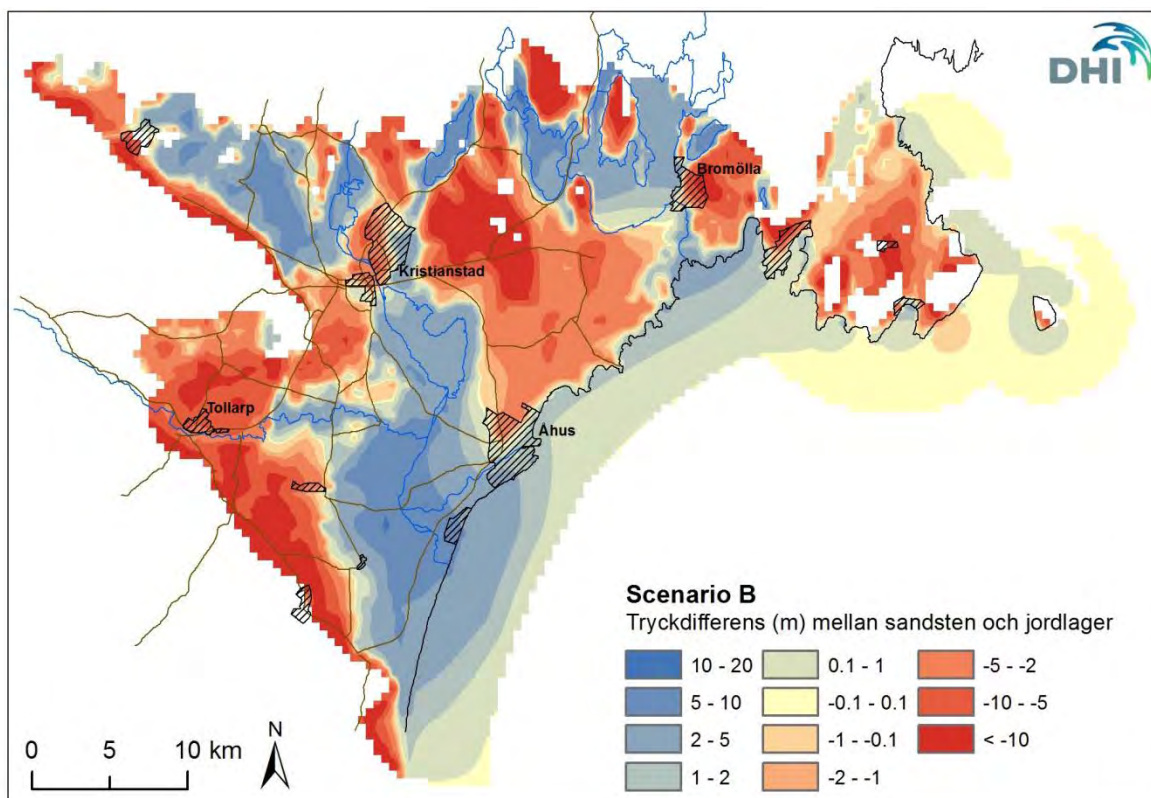 DHI
Bromölla
Kristianstad
Tollarp
Åhus
Scenario B
Tryckdifferens (m) mellan sandsten och jordlager
10 - 20
5 - 10
2 - 5
1 - 2
0.1 - 1
-0.1 - 0.1
-1 - -0.1
-2 - -1
-5 - -2
-10 - -5
< -10
0 5 10 km
N